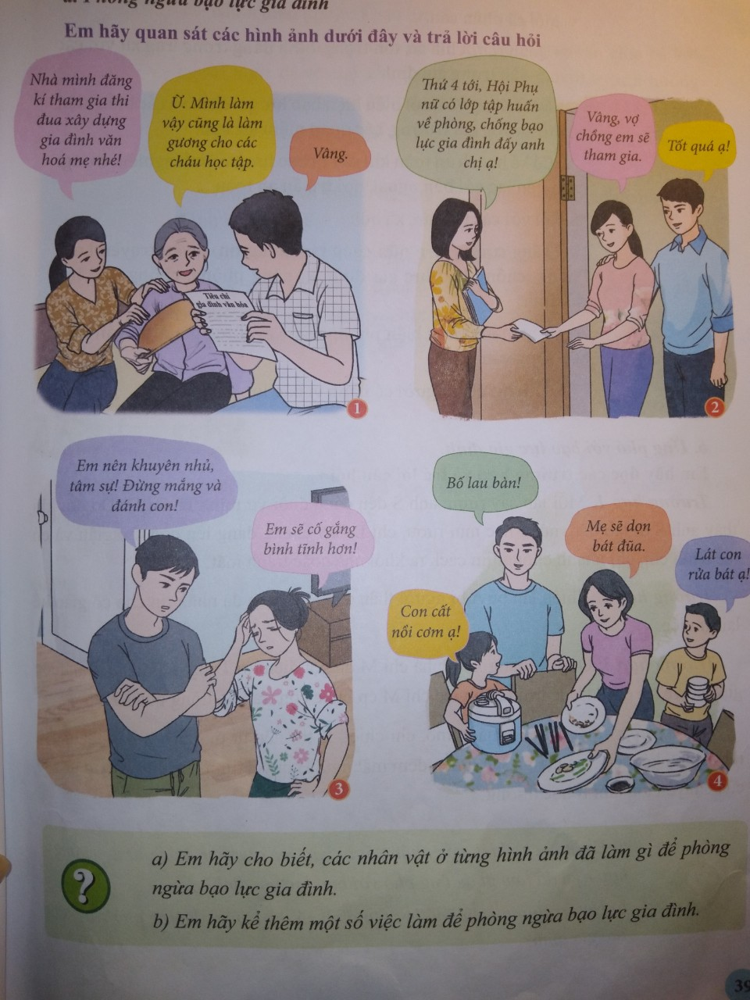 a. Phòng ngừa bạo lực gia đình
Em hãy quan sát các hình ảnh dưới đây và trả lời câu hỏi
Nhà mình đăng
kí tham gia thi
đua xây dựng
gia đình văn
hoá mẹ nhé!
Ừ. Mình làm
vậy cũng là làm
gương cho các
cháu học tập.
Vâng.
Tiêu chí
gia đình văn hóa
1
Thứ 4 tới, Hội Phụ
nữ có lớp tập huấn
về phòng, chống bạo
lực gia đình đấy anh
chị ạ!
Vâng, vợ
chồng em sẽ
tham gia.
Tốt quá ạ!
2
Em nên khuyên nhủ,
tâm sự! Đừng mắng và
đánh con!
Em sẽ cố gắng
bình tĩnh hơn!
3
Bố lau bàn!
Mẹ sẽ dọn
bát đũa.
Lát con
rửa bát ạ!
Con cất
nồi cơm ạ!
4
?
a) Em hãy cho biết, các nhân vật ở từng hình ảnh đã làm gì để phòng
ngừa bạo lực gia đình.
b) Em hãy kể thêm một số việc làm để phòng ngừa bạo lực gia đình.
39